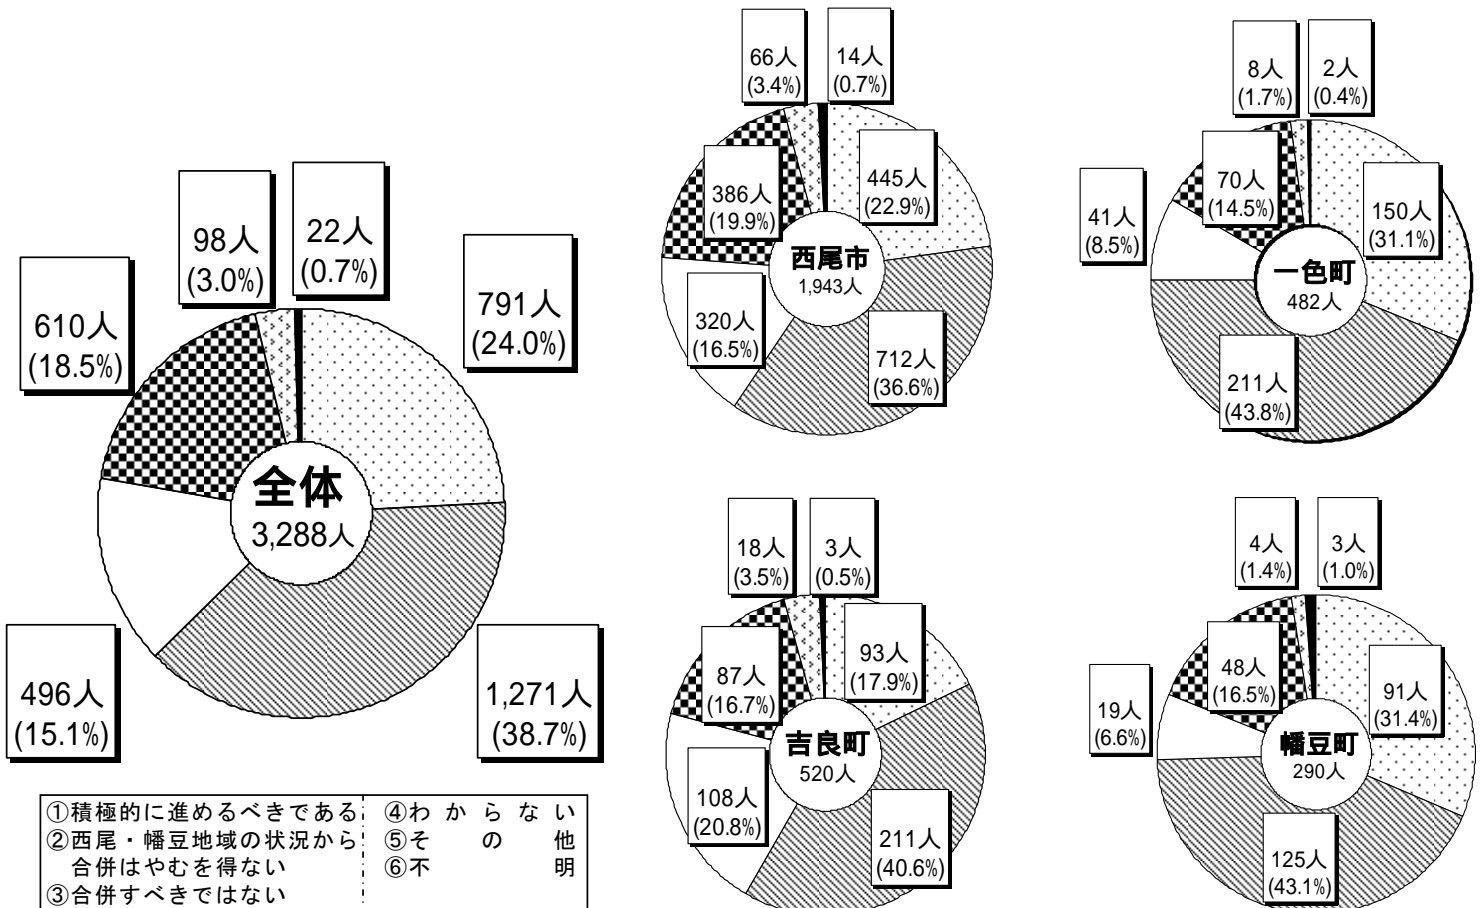 全体
3,288人
791人
(24.0%)
1,271人
(38.7%)
496人
(15.1%)
610人
(18.5%)
98人
(3.0%)
22人
(0.7%)
①積極的に進めるべきである
②西尾・幡豆地域の状況から
合併はやむを得ない
③合併すべきではない
④わからない
⑤その他
⑥不明
西尾市
1,943人
445人
(22.9%)
712人
(36.6%)
320人
(16.5%)
386人
(19.9%)
66人
(3.4%)
14人
(0.7%)
一色町
482人
150人
(31.1%)
211人
(43.8%)
41人
(8.5%)
70人
(14.5%)
8人
(1.7%)
2人
(0.4%)
吉良町
520人
93人
(17.9%)
211人
(40.6%)
108人
(20.8%)
87人
(16.7%)
18人
(3.5%)
3人
(0.5%)
幡豆町
290人
91人
(31.4%)
125人
(43.1%)
19人
(6.6%)
48人
(16.5%)
4人
(1.4%)
3人
(1.0%)